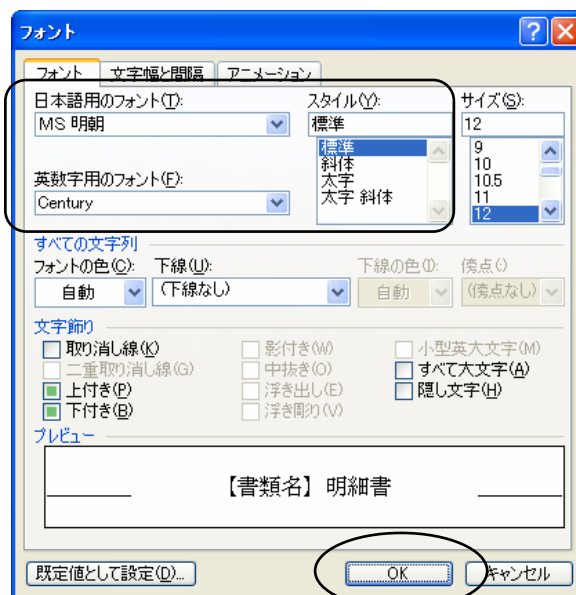 フォント
フォント 文字幅と間隔 アニメーション
日本語用のフォント(T): スタイル(Y): サイズ(S):
MS 明朝 標準 12
標準 9
斜体 10
太字 10.5
太字 斜体 11
12
英数字用のフォント(F):
Century
すべての文字列
フォントの色(C): 下線(U): 下線の色(I): 傍点(·)
自動 (下線なし) 自動 (傍点なし)
文字飾り
取り消し線(K) 影付き(W) 小型英大文字(M)
二重取り消し線(G) 中抜き(O) すべて大文字(A)
上付き(P) 浮き出し(E) 隠し文字(H)
下付き(B) 浮き彫り(V)
プレビュー
【書類名】明細書
既定値として設定(D)... OK キャンセル